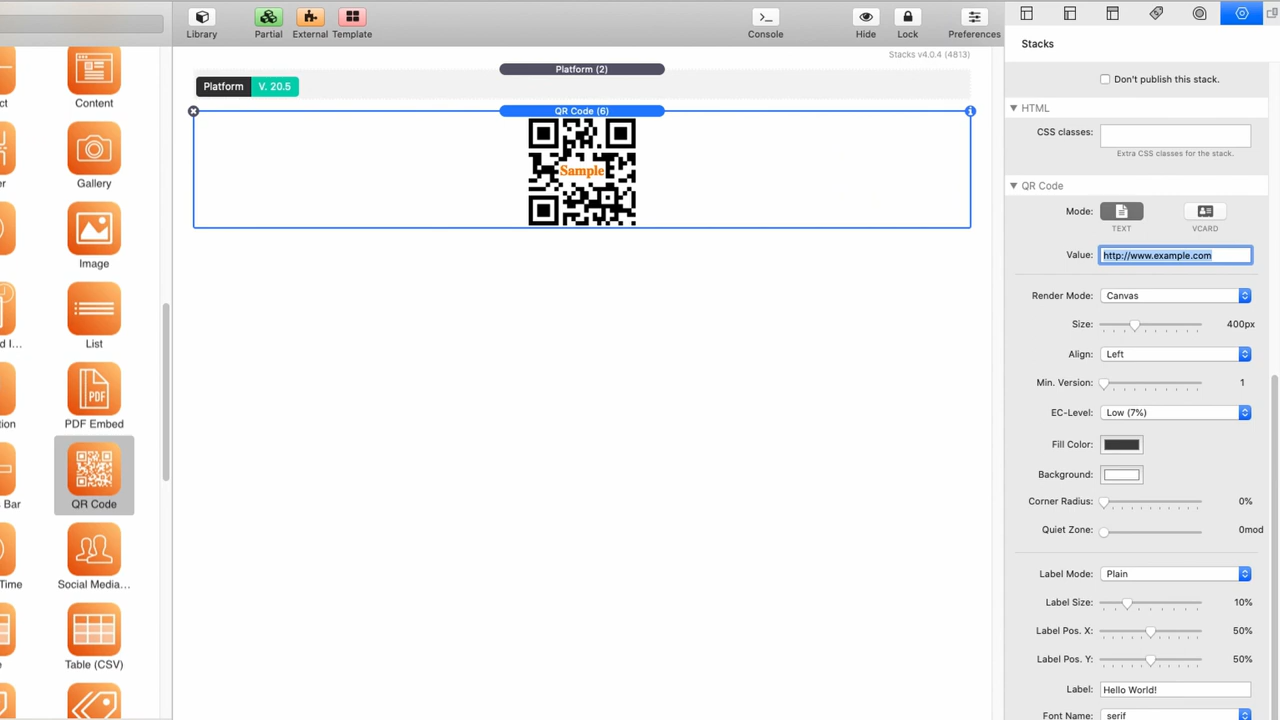 Library
Partial
External
Template
Console
Hide
Lock
Preferences
Stacks v4.0.4 (4813)
Platform (2)
Platform V. 20.5
QR Code (6)
Sample
Content
Gallery
Image
List
PDF Embed
QR Code
Bar
Social Media...
Time
Table (CSV)
Stacks
Don't publish this stack.
HTML
CSS classes:
Extra CSS classes for the stack.
QR Code
Mode:
TEXT
VCARD
Value: http://www.example.com
Render Mode: Canvas
Size: 400px
Align: Left
Min. Version: 1
EC-Level: Low (7%)
Fill Color:
Background:
Corner Radius: 0%
Quiet Zone: 0mod
Label Mode: Plain
Label Size: 10%
Label Pos. X: 50%
Label Pos. Y: 50%
Label: Hello World!
Font Name: serif